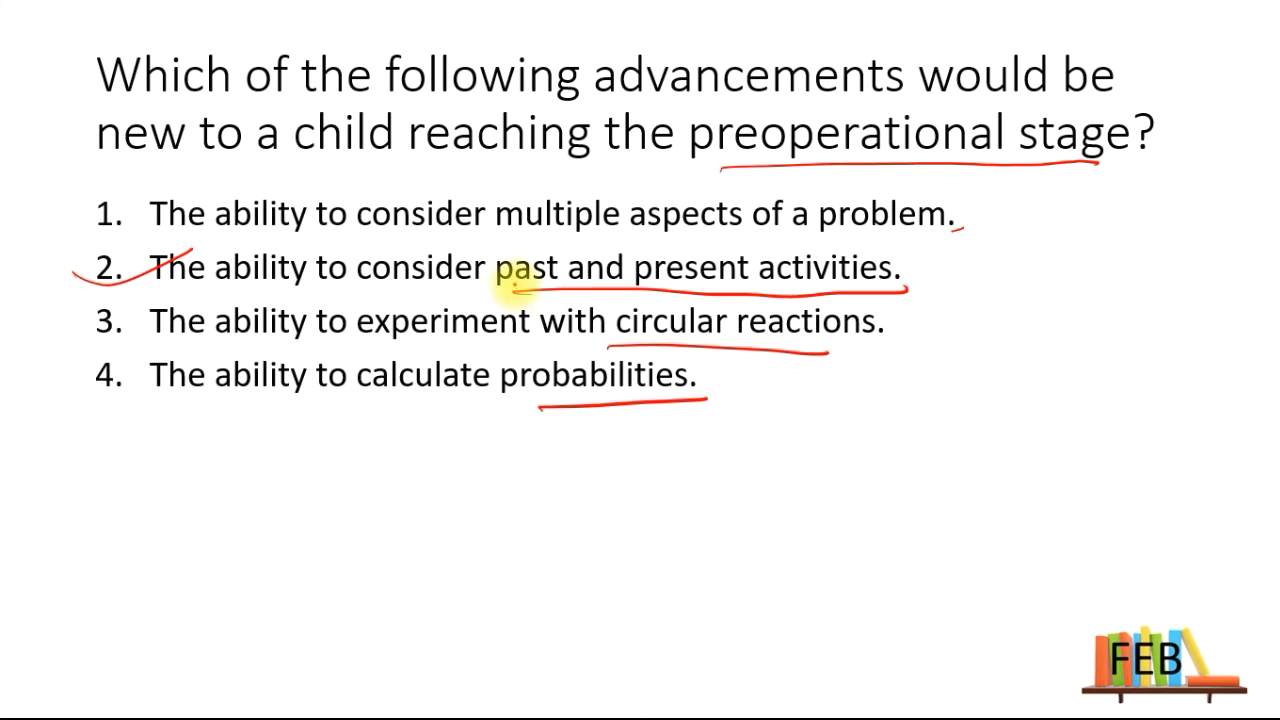 Which of the following advancements would be
new to a child reaching the preoperational stage?
1. The ability to consider multiple aspects of a problem.
2. The ability to consider past and present activities.
3. The ability to experiment with circular reactions.
4. The ability to calculate probabilities.
FEB